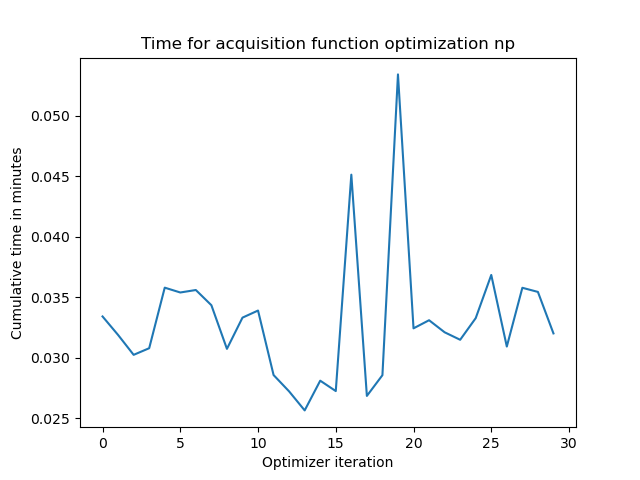 Time for acquisition function optimization np
Cumulative time in minutes
0.050
0.045
0.040
0.035
0.030
0.025
0 5 10 15 20 25 30
Optimizer iteration